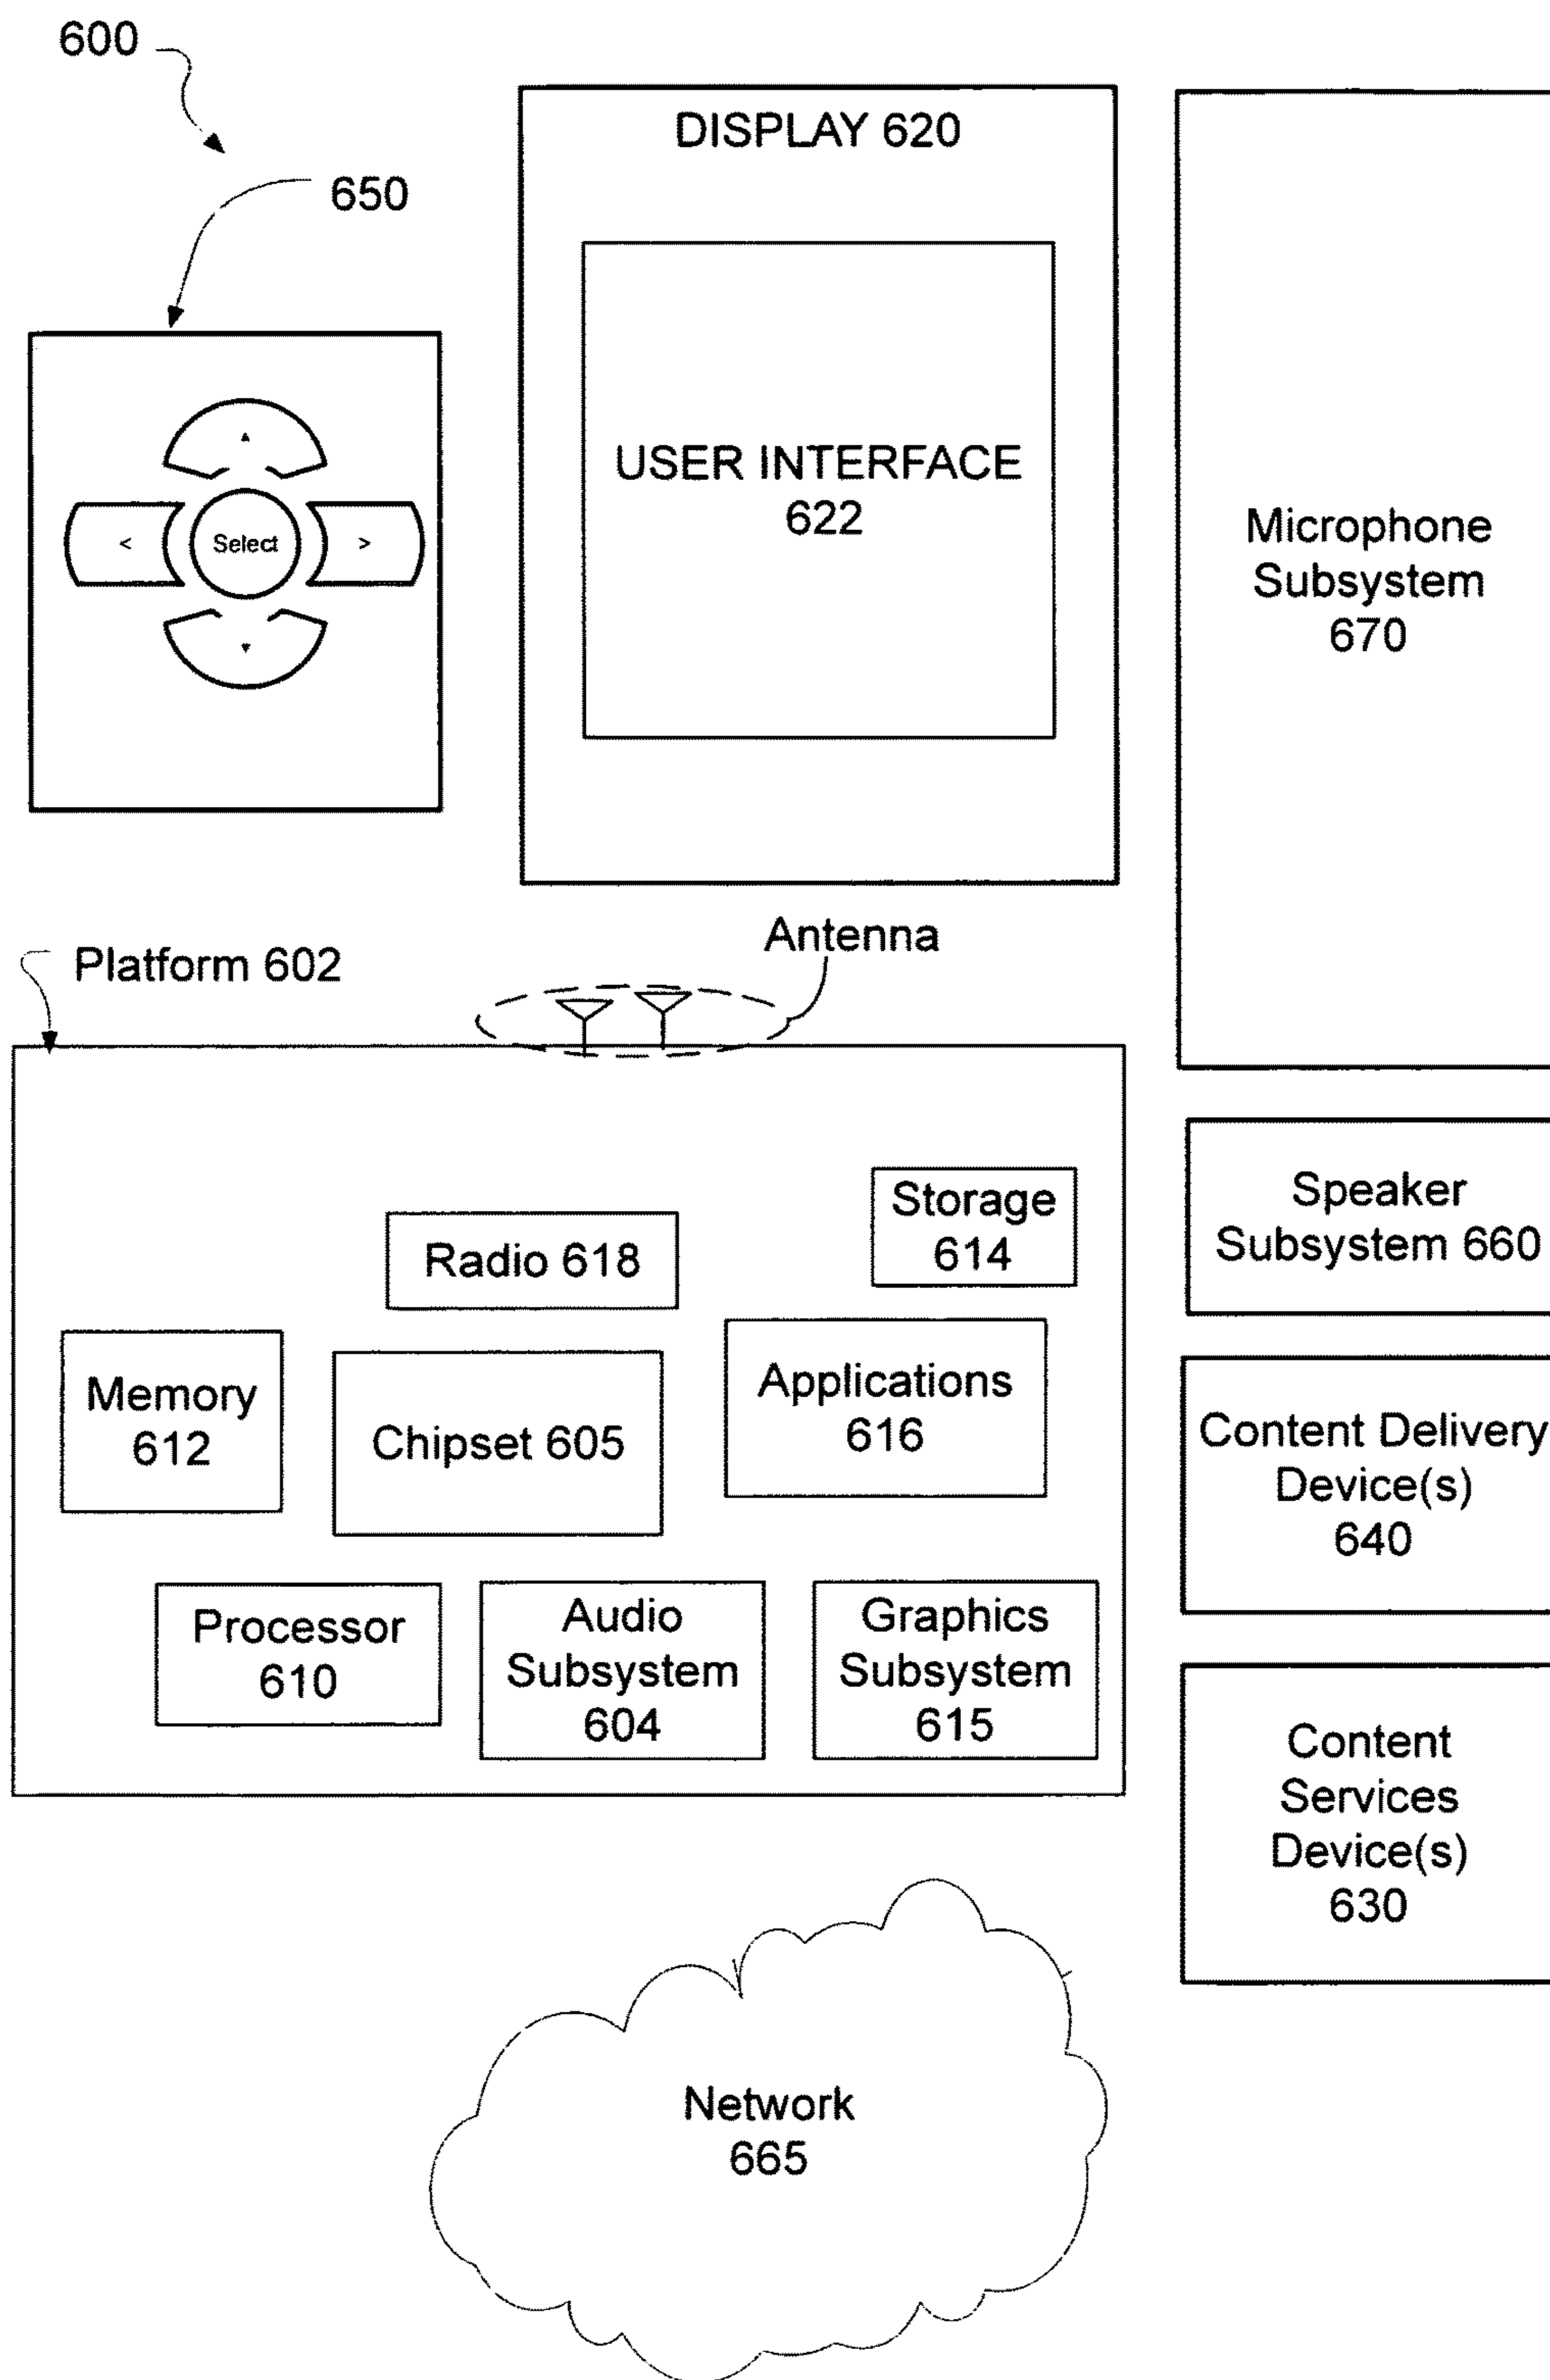 600
650
DISPLAY 620
USER INTERFACE
622
<
Select
>
Microphone
Subsystem
670
Platform 602
Antenna
Storage
614
Radio 618
Memory
612
Chipset 605
Applications
616
Processor
610
Audio
Subsystem
604
Graphics
Subsystem
615
Speaker
Subsystem 660
Content Delivery
Device(s)
640
Content
Services
Device(s)
630
Network
665